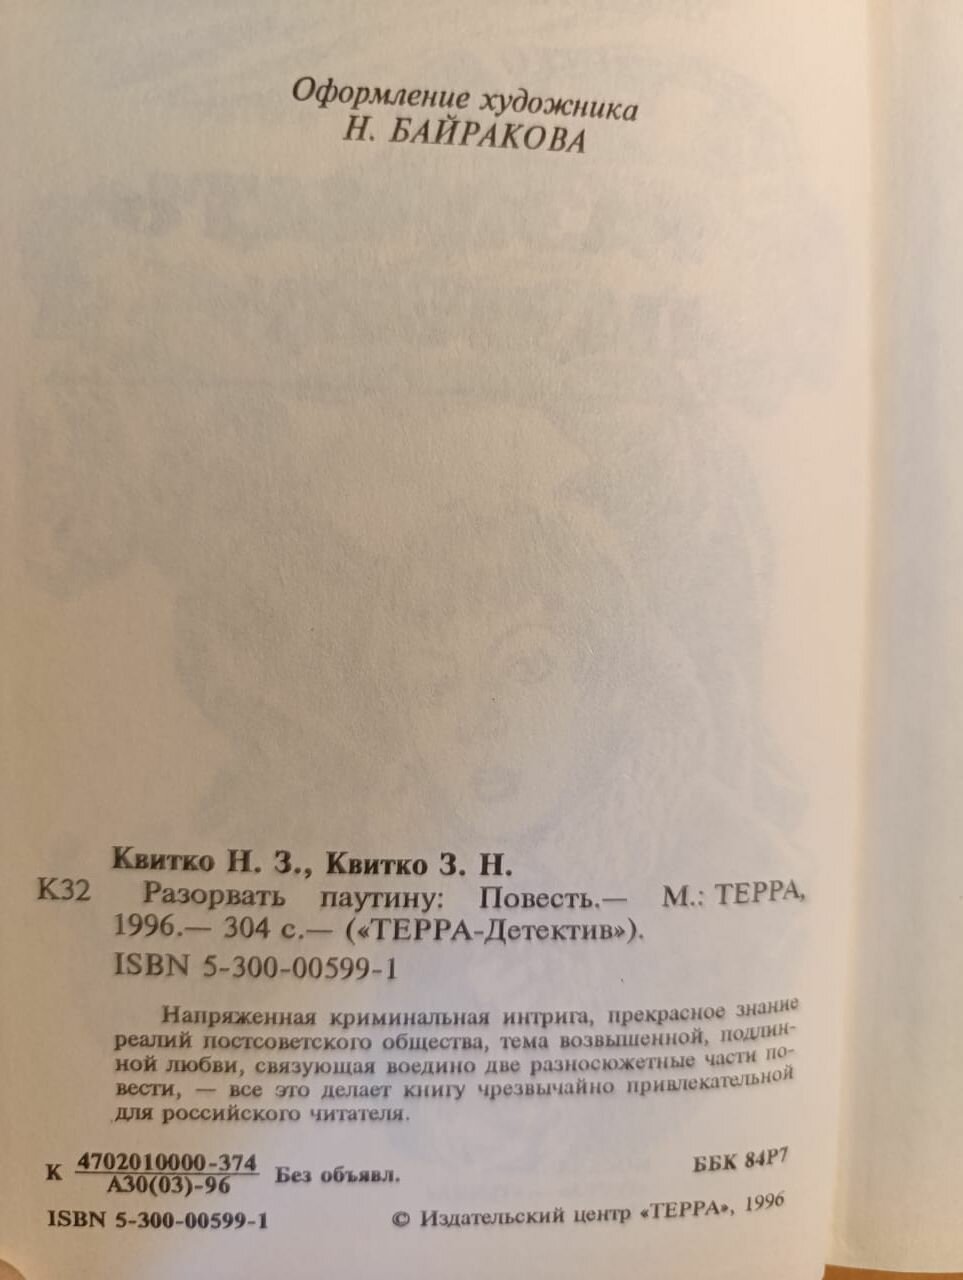 Оформление художника
Н. БАЙРАКОВА
Квитко Н. З., Квитко З. Н.
К32 Разорвать паутину: Повесть.— М.: ТЕРРА,
1996.— 304 с.— («ТЕРРА-Детектив»).
ISBN 5-300-00599-1
Напряженная криминальная интрига, прекрасное знание
реалий постсоветского общества, тема возвышенной, подлин-
ной любви, связующая воедино две разносюжетные части по-
вести, — все это делает книгу чрезвычайно привлекательной
для российского читателя.
К 4702010000-374 Без объявл.
А30(03)-96
ББК 84Р7
ISBN 5-300-00599-1
© Издательский центр «ТЕРРА», 1996